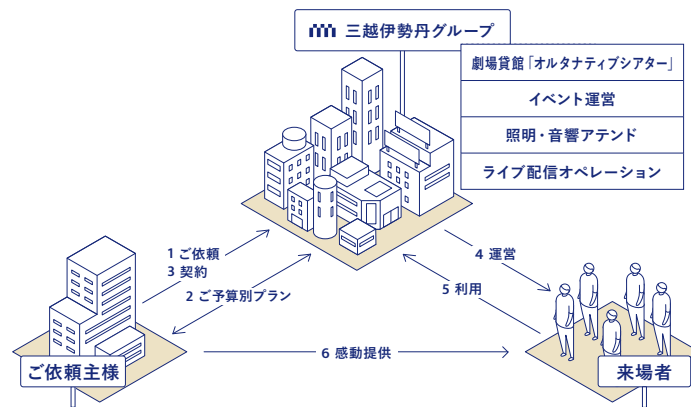 三越伊勢丹グループ
劇場貸館「オルタナティブシアター」
イベント運営
照明・音響アテンド
ライブ配信オペレーション
1 ご依頼
3 契約
2 ご予算別プラン
4 運営
5 利用
6 感動提供
ご依頼主様
来場者